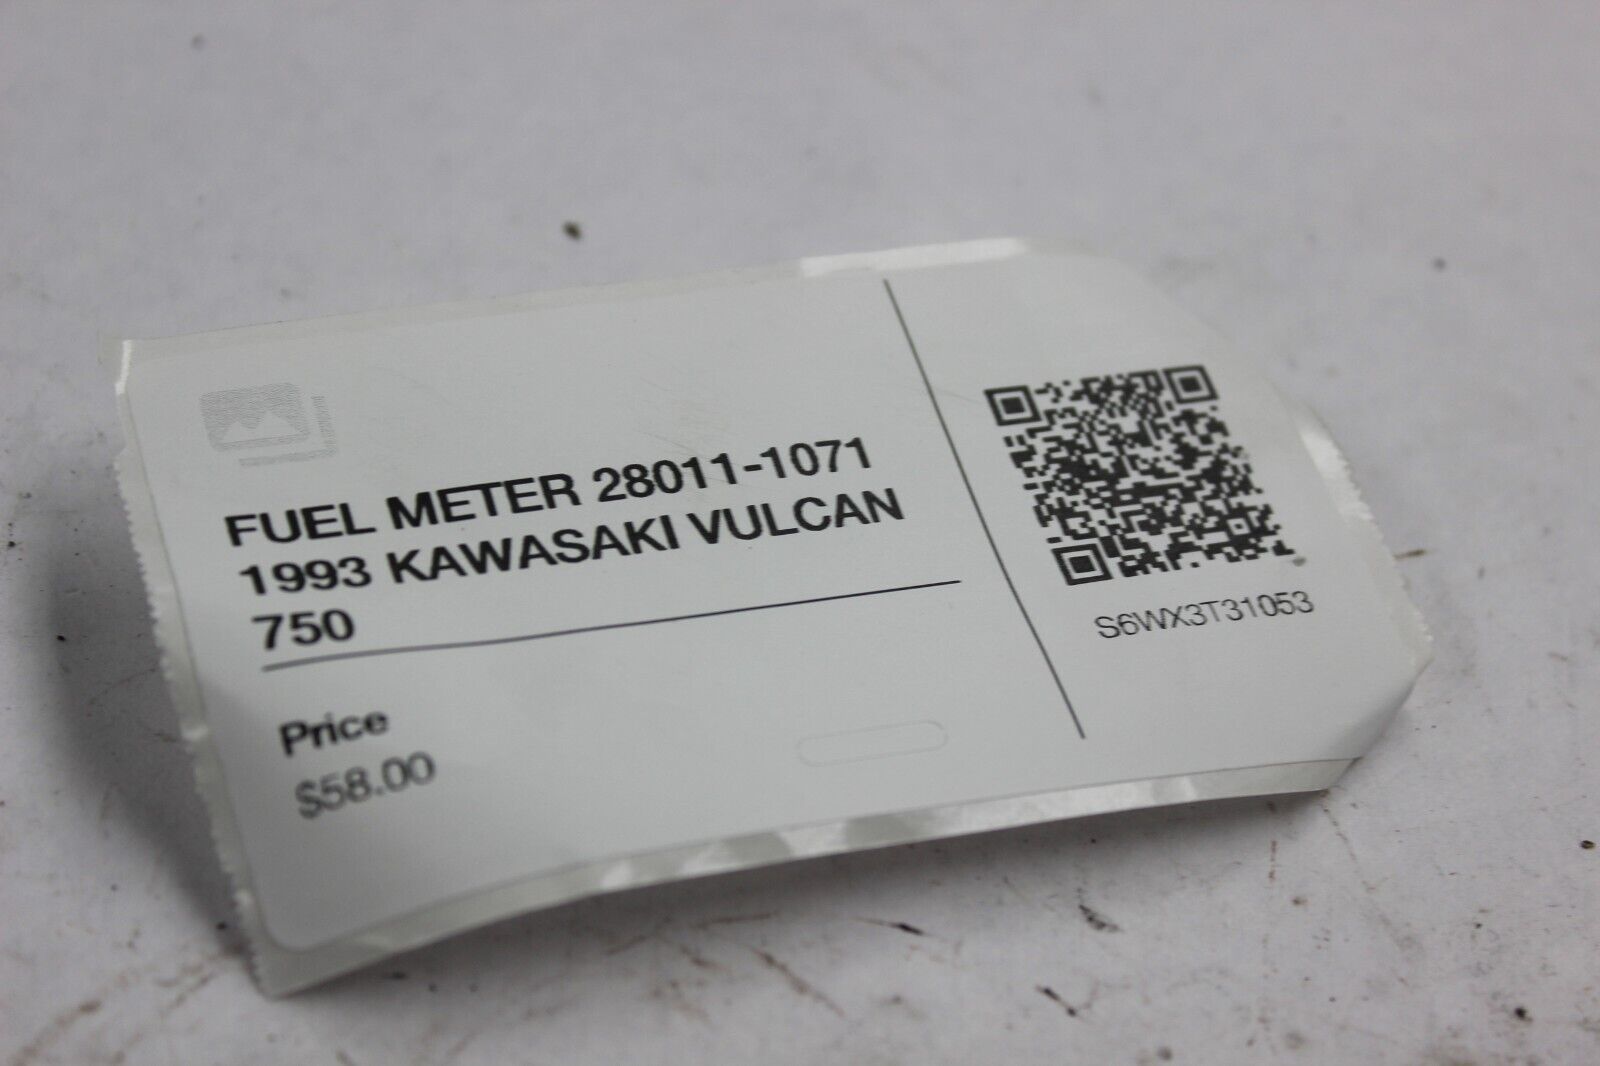 FUEL METER 28011-1071
1993 KAWASAKI VULCAN
750
Price
$58.00
S6WX3T31053